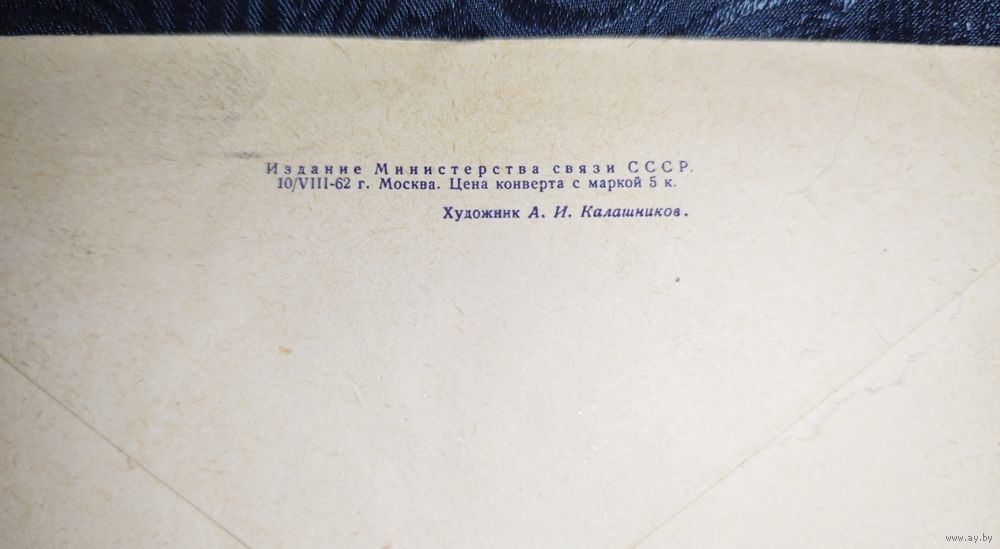 Издание Министерства связи СССР.
10/VIII-62 г. Москва. Цена конверта с маркой 5 к.
Художник А. И. Калашников.
www.ay.by